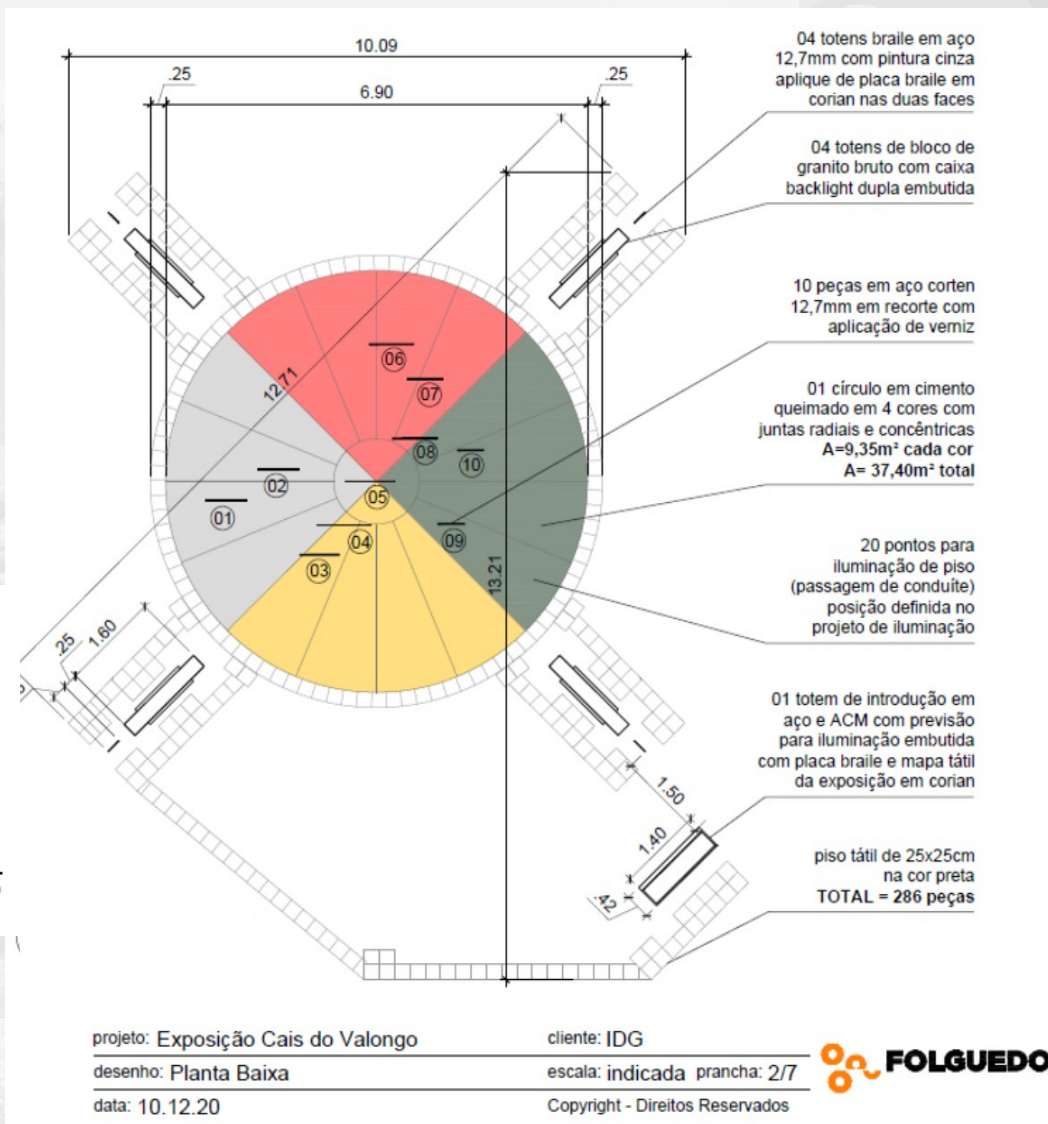 10.09
.25
.25
6.90
04 totens braile em aço
12,7mm com pintura cinza
aplique de placa braile em
corian nas duas faces
04 totens de bloco de
granito bruto com caixa
backlight dupla embutida
10 peças em aço corten
12,7mm em recorte com
aplicação de verniz
01 círculo em cimento
queimado em 4 cores com
juntas radiais e concêntricas
A=9,35m² cada cor
A= 37,40m² total
20 pontos para
iluminação de piso
(passagem de conduíte)
posição definida no
projeto de iluminação
01 totem de introdução em
aço e ACM com previsão
para iluminação embutida
com placa braile e mapa tátil
da exposição em corian
piso tátil de 25x25cm
na cor preta
TOTAL = 286 peças
12.71
06
07
08
10
02
05
01
04
09
03
13.21
.25
1.60
1.50
1.40
.42
projeto: Exposição Cais do Valongo
cliente: IDG
desenho: Planta Baixa
escala: indicada prancha: 2/7
data: 10.12.20
Copyright - Direitos Reservados
FOLGUEDO